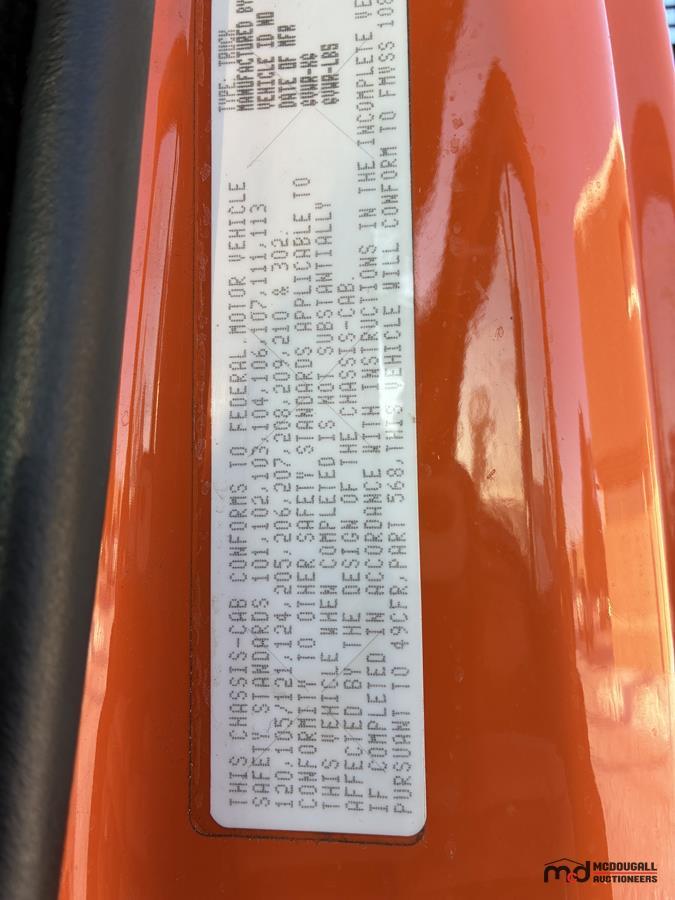 THIS CHASSIS-CAB CONFORMS TO FEDERAL MOTOR VEHICLE
SAFETY STANDARDS 101,102,103,104,106,107,111,113
120,105/121,124,205,206,207,208,209,210 & 302.
CONFORMITY TO OTHER SAFETY STANDARDS APPLICABLE TO
THIS VEHICLE WHEN COMPLETED IS NOT SUBSTANTIALLY
AFFECTED BY THE DESIGN OF THE CHASSIS-CAB.
IF COMPLETED IN ACCORDANCE WITH INSTRUCTIONS IN THE INCOMPLETE VE
PURSUANT TO 49CFR,PART 568,THIS VEHICLE WILL CONFORM TO FMVSS 108
TYPE: TRUCK
MANUFACTURED BY
VEHICLE ID NO
DATE OF MFR
GVWR-KG
GVWR-LBS
md MCDOUGALL
AUCTIONEERS